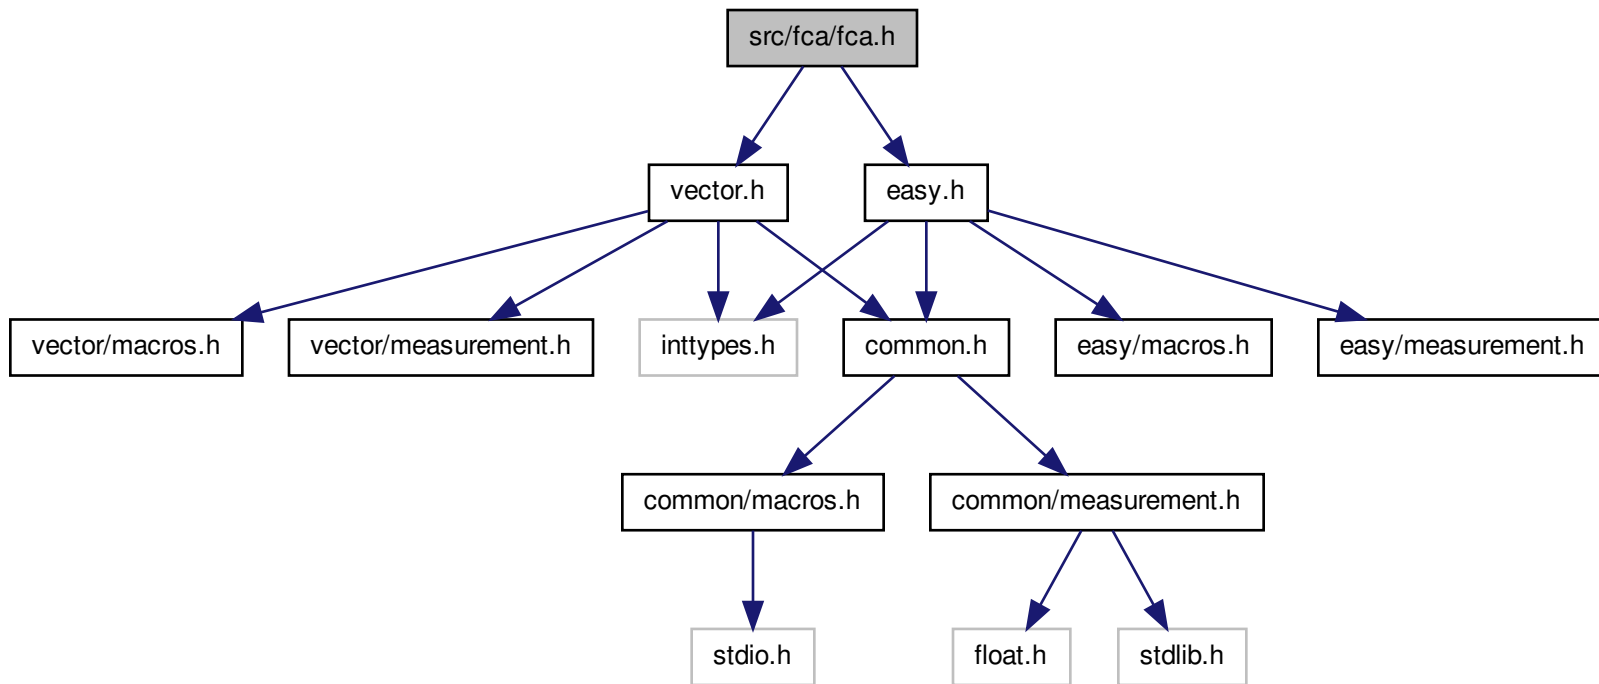 src/fca/fca.h
vector.h
easy.h
vector/macros.h
vector/measurement.h
inttypes.h
common.h
easy/macros.h
easy/measurement.h
common/macros.h
common/measurement.h
stdio.h
float.h
stdlib.h